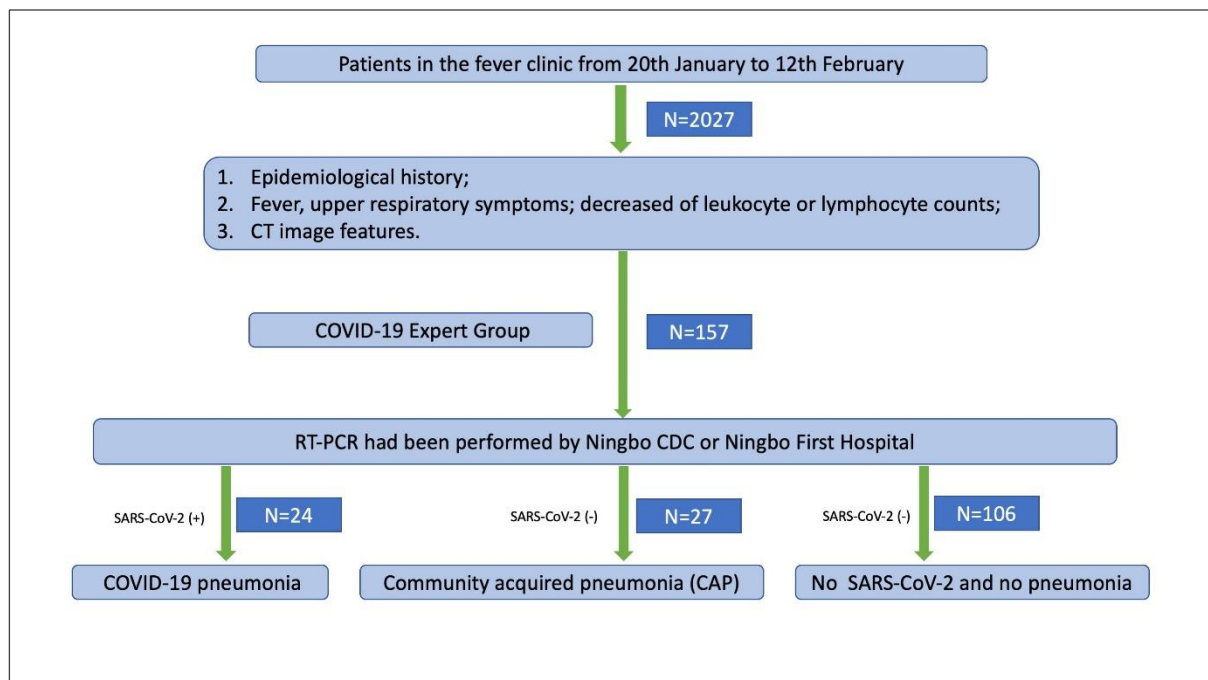 Patients in the fever clinic from 20th January to 12th February
N=2027
1. Epidemiological history;
2. Fever, upper respiratory symptoms; decreased of leukocyte or lymphocyte counts;
3. CT image features.
COVID-19 Expert Group
N=157
RT-PCR had been performed by Ningbo CDC or Ningbo First Hospital
SARS-CoV-2 (+)
N=24
SARS-CoV-2 (-)
N=27
SARS-CoV-2 (-)
N=106
COVID-19 pneumonia
Community acquired pneumonia (CAP)
No SARS-CoV-2 and no pneumonia